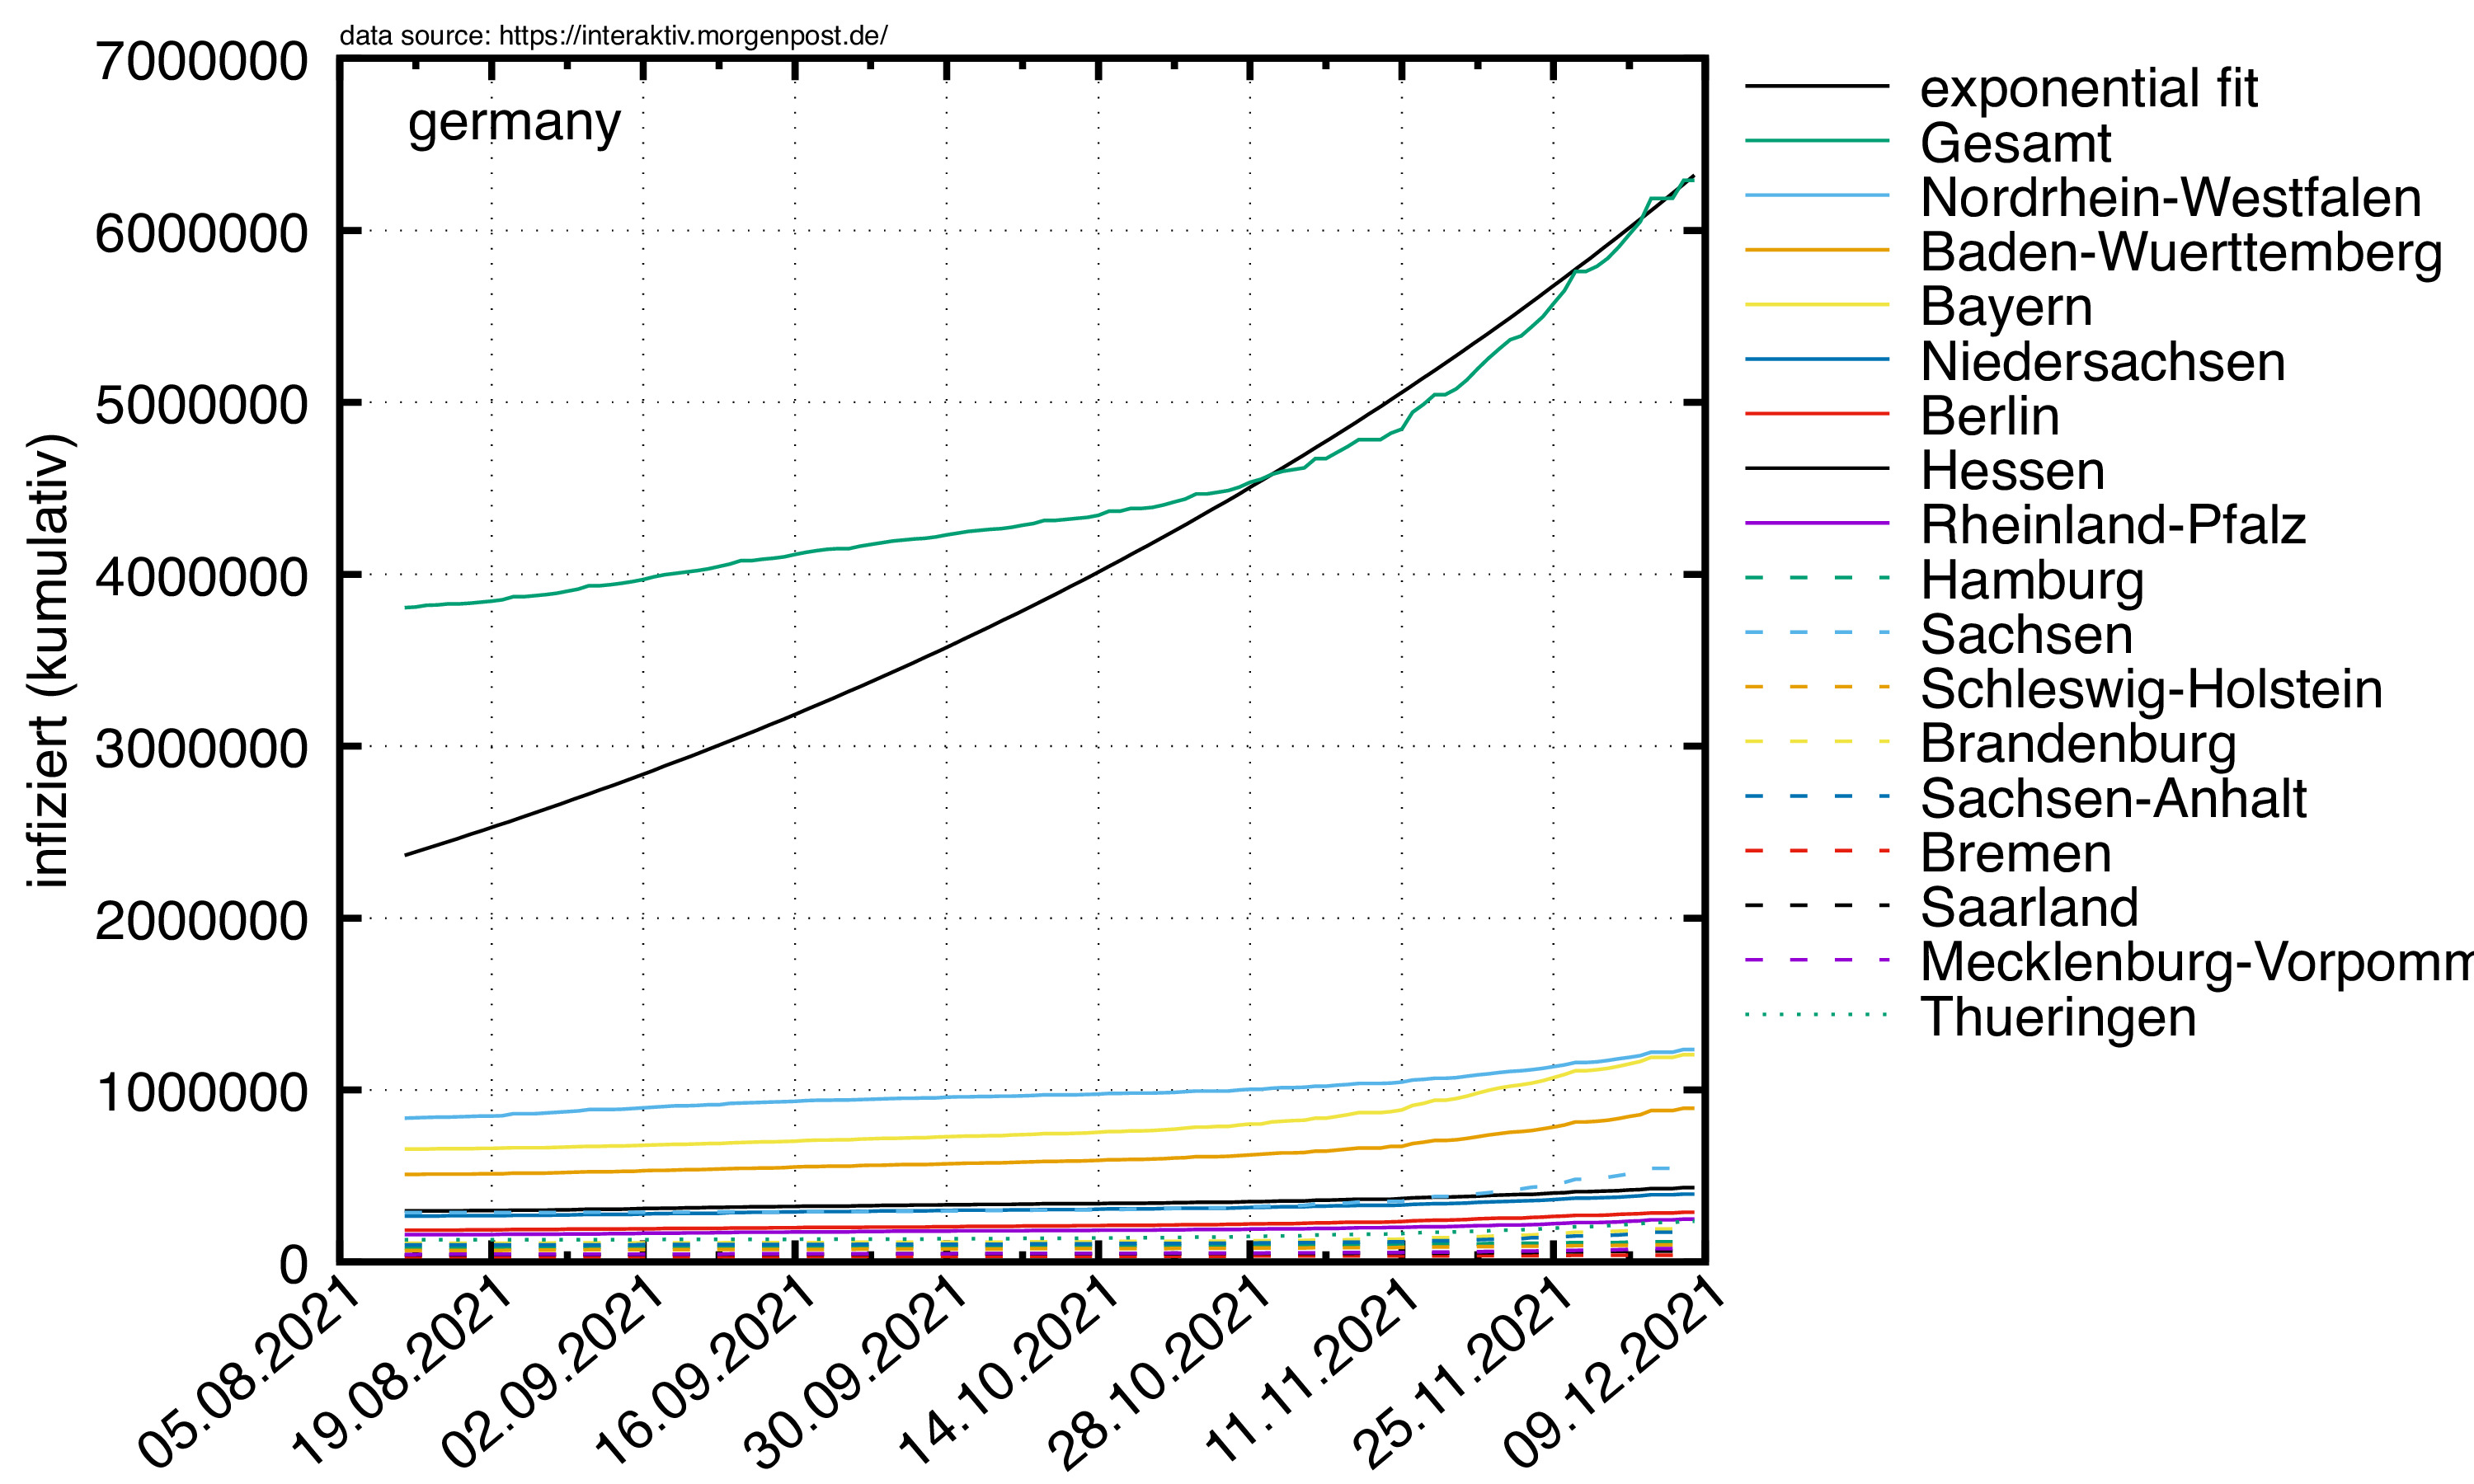 data source: https://interaktiv.morgenpost.de/
germany
infiziert (kumulativ)
7000000
6000000
5000000
4000000
3000000
2000000
1000000
0
05.08.2021
19.08.2021
02.09.2021
16.09.2021
30.09.2021
14.10.2021
28.10.2021
11.11.2021
25.11.2021
09.12.2021
exponential fit
Gesamt
Nordrhein-Westfalen
Baden-Wuerttemberg
Bayern
Niedersachsen
Berlin
Hessen
Rheinland-Pfalz
Hamburg
Sachsen
Schleswig-Holstein
Brandenburg
Sachsen-Anhalt
Bremen
Saarland
Mecklenburg-Vorpomm
Thueringen